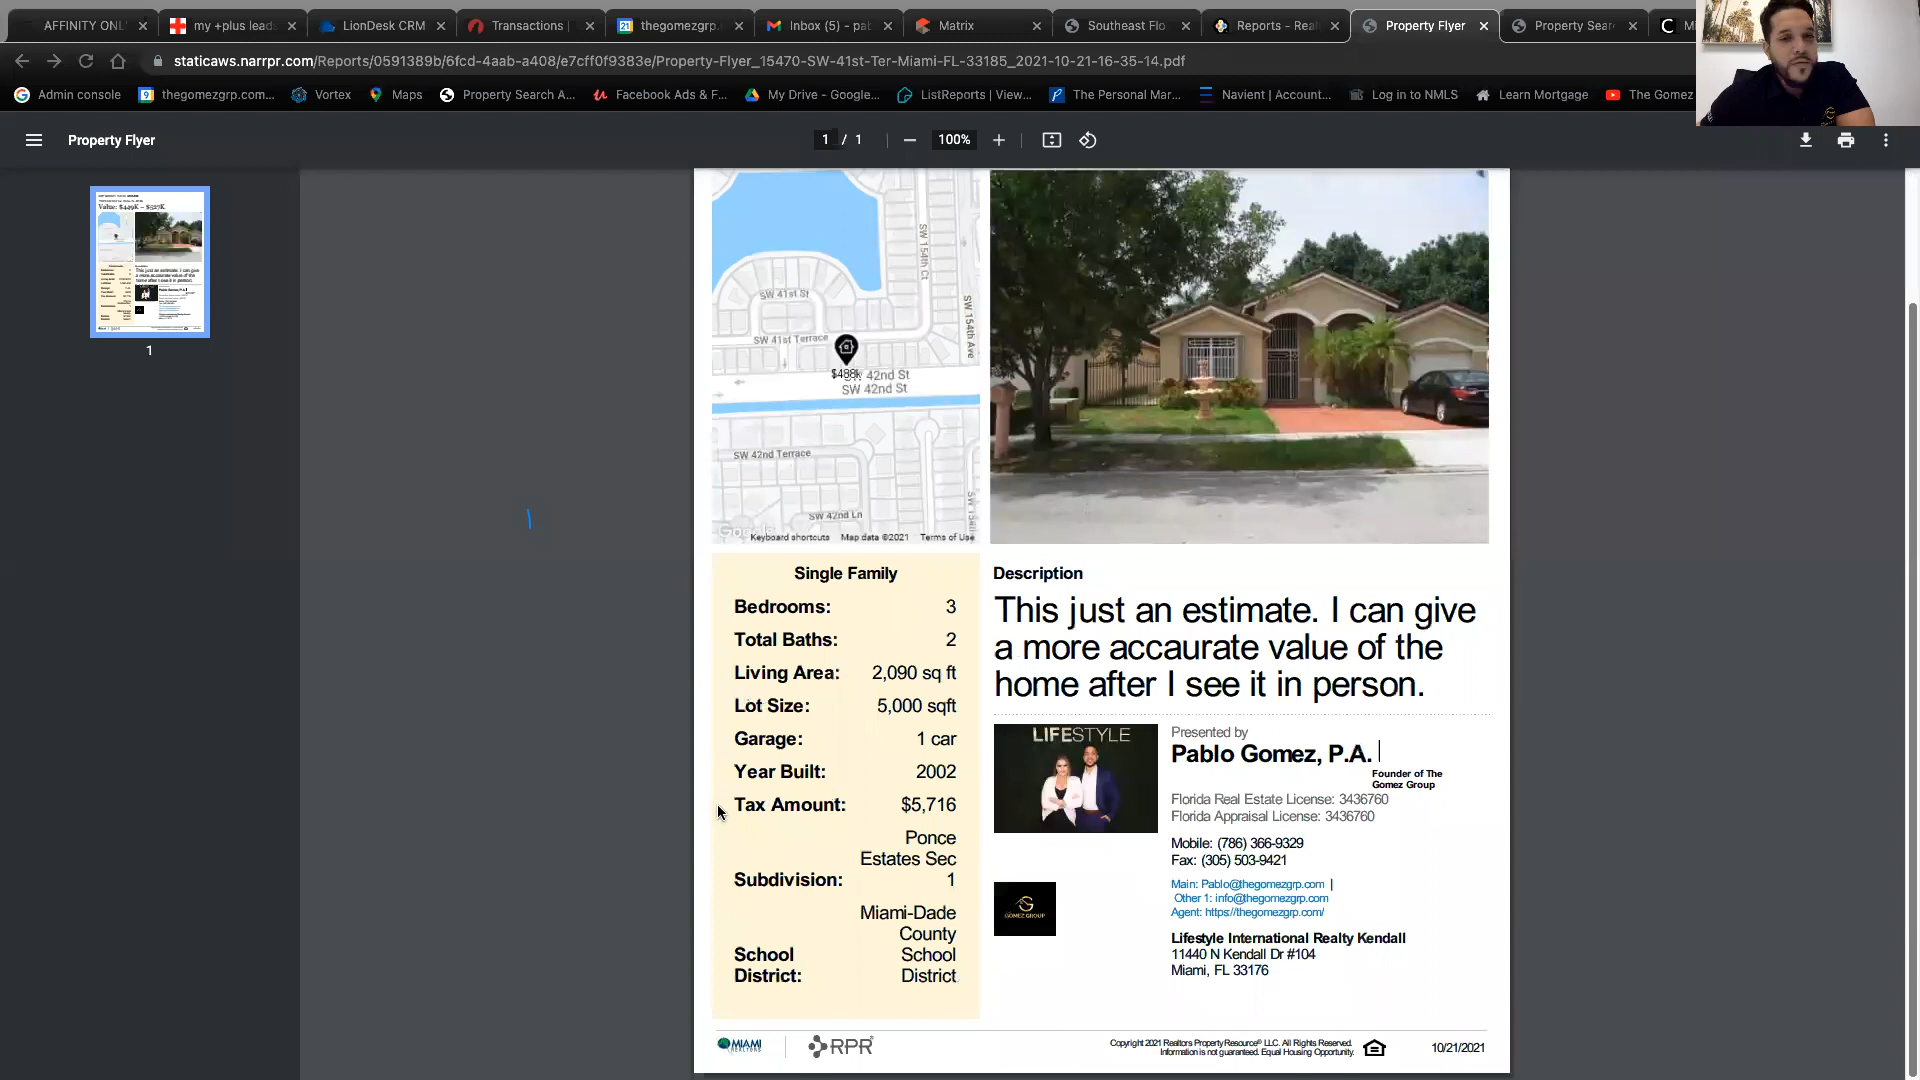 AFFINITY ONL
my +plus lead
LionDesk CRM
Transactions |
thegomezgrp.c
Inbox (5) - pab
Matrix
Southeast Flo
Reports - Real
Property Flyer
Property Sear
staticaws.narrpr.com/Reports/0591389b/6fcd-4aab-a408/e7cff0f9383e/Property-Flyer_15470-SW-41st-Ter-Miami-FL-33185_2021-10-21-16-35-14.pdf
Admin console
thegomezgrp.com...
Vortex
Maps
Property Search A...
Facebook Ads & F...
My Drive - Google...
ListReports | View...
The Personal Mar...
Navient | Account...
Log in to NMLS
Learn Mortgage
The Gomez
Property Flyer
1 / 1
100%
Value: $449K – $527K
1
SW 154th Ct
SW 41st St
SW 154th Ave
SW 41st Terrace
SW 42nd St
SW 42nd St
SW 42nd Terrace
SW 42nd Ln
Google
Keyboard shortcuts Map data ©2021 Terms of Use
Single Family
Bedrooms: 3
Total Baths: 2
Living Area: 2,090 sq ft
Lot Size: 5,000 sqft
Garage: 1 car
Year Built: 2002
Tax Amount: $5,716
Ponce
Estates Sec
Subdivision: 1
Miami-Dade
County
School School
District: District
Description
This just an estimate. I can give
a more accaurate value of the
home after I see it in person.
LIFESTYLE
Presented by
Pablo Gomez, P.A. |
Founder of The
Gomez Group
Florida Real Estate License: 3436760
Florida Appraisal License: 3436760
Mobile: (786) 366-9329
Fax: (305) 503-9421
Main: Pablo@thegomezgrp.com |
Other 1: info@thegomezgrp.com
Agent: https://thegomezgrp.com/
GOMEZ GROUP
Lifestyle International Realty Kendall
11440 N Kendall Dr #104
Miami, FL 33176
MIAMI
REALTORS
RPR®
Copyright 2021 Realtors Property Resource® LLC. All Rights Reserved.
Information is not guaranteed. Equal Housing Opportunity.
10/21/2021